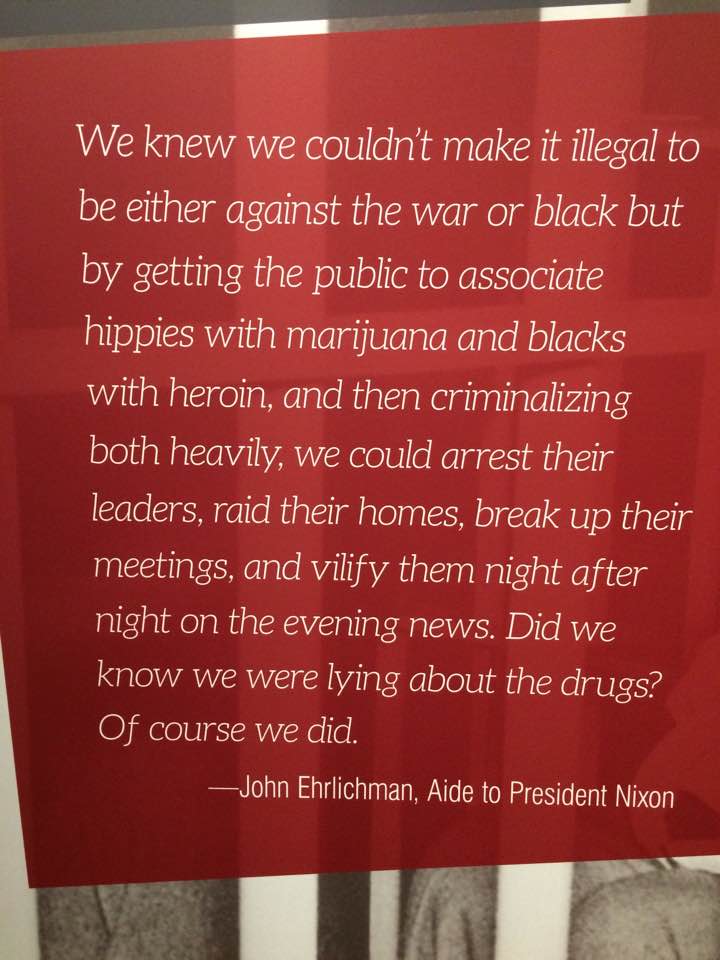 We knew we couldn't make it illegal to
be either against the war or black but
by getting the public to associate
hippies with marijuana and blacks
with heroin, and then criminalizing
both heavily, we could arrest their
leaders, raid their homes, break up their
meetings, and vilify them night after
night on the evening news. Did we
know we were lying about the drugs?
Of course we did.
—John Ehrlichman, Aide to President Nixon